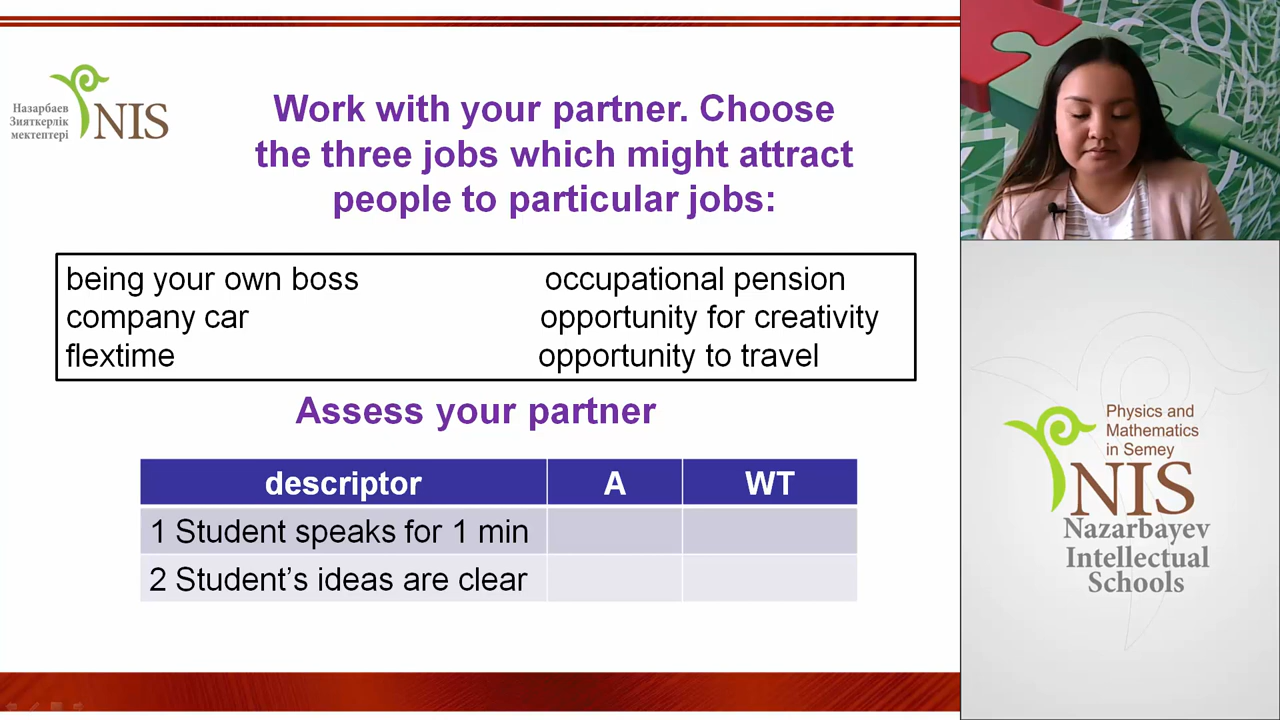 Назарбаев
Зияткерлік
мектептері
NIS
Work with your partner. Choose
the three jobs which might attract
people to particular jobs:
being your own boss occupational pension
company car opportunity for creativity
flextime opportunity to travel
Assess your partner
descriptor A WT
1 Student speaks for 1 min
2 Student’s ideas are clear
Physics and
Mathematics
in Semey
NIS
Nazarbayev
Intellectual
Schools